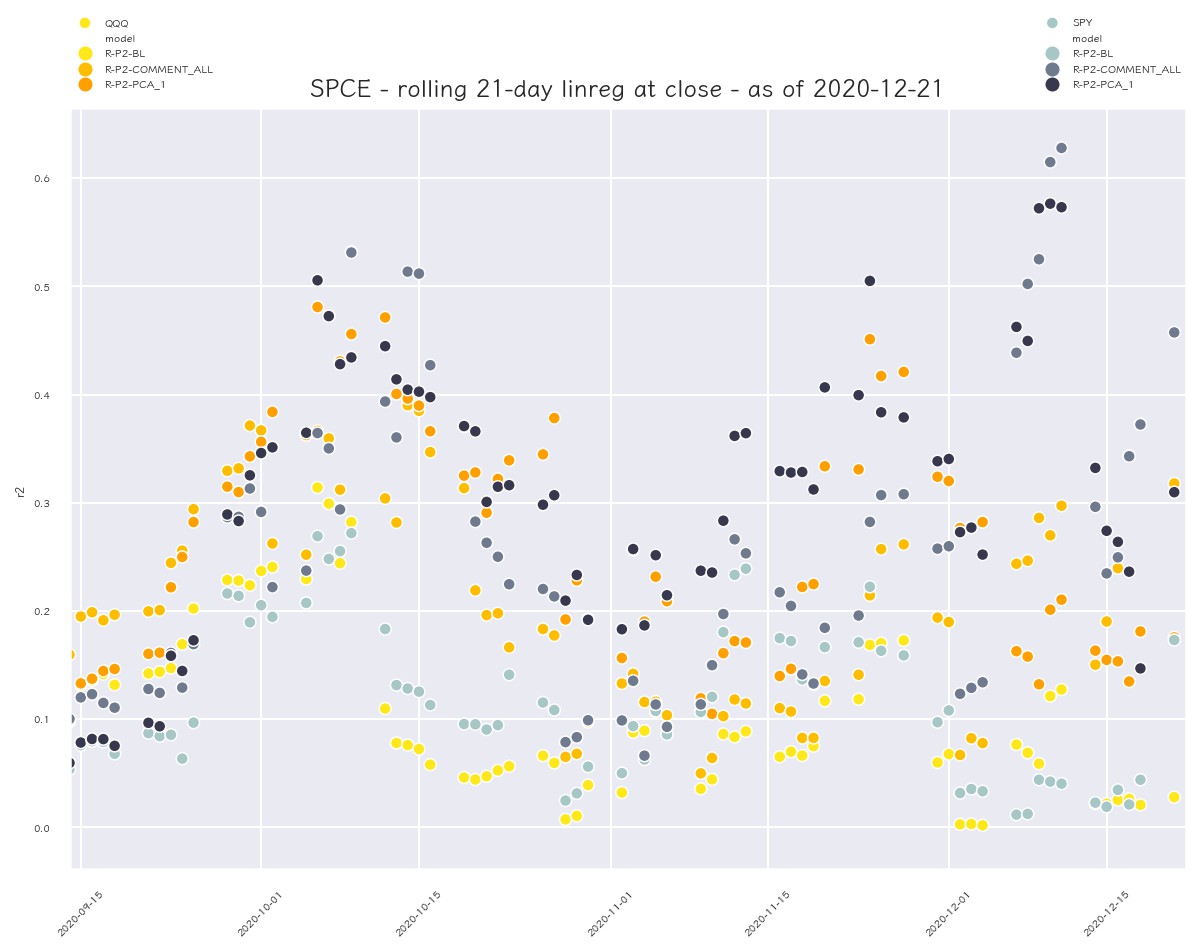 QQQ
model
R-P2-BL
R-P2-COMMENT_ALL
R-P2-PCA_1
SPY
model
R-P2-BL
R-P2-COMMENT_ALL
R-P2-PCA_1
SPCE - rolling 21-day linreg at close - as of 2020-12-21
r2
0.6
0.5
0.4
0.3
0.2
0.1
0.0
2020-09-15
2020-10-01
2020-10-15
2020-11-01
2020-11-15
2020-12-01
2020-12-15